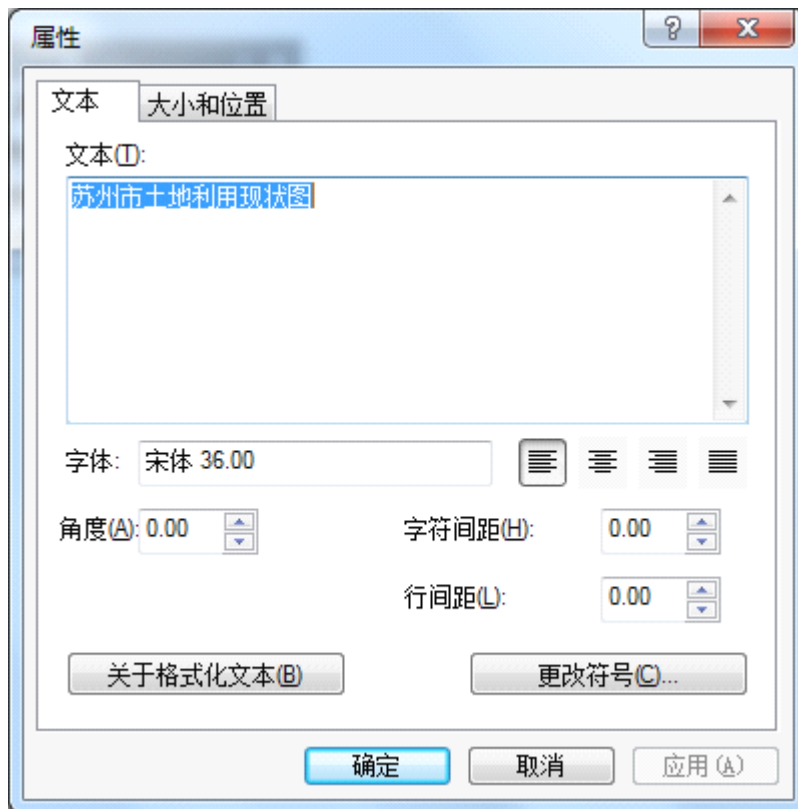 属性
文本 大小和位置
文本(T):
苏州市土地利用现状图
字体: 宋体 36.00
角度(A): 0.00 字符间距(H): 0.00
行间距(L): 0.00
关于格式化文本(B) 更改符号(C)...
确定 取消 应用(A)